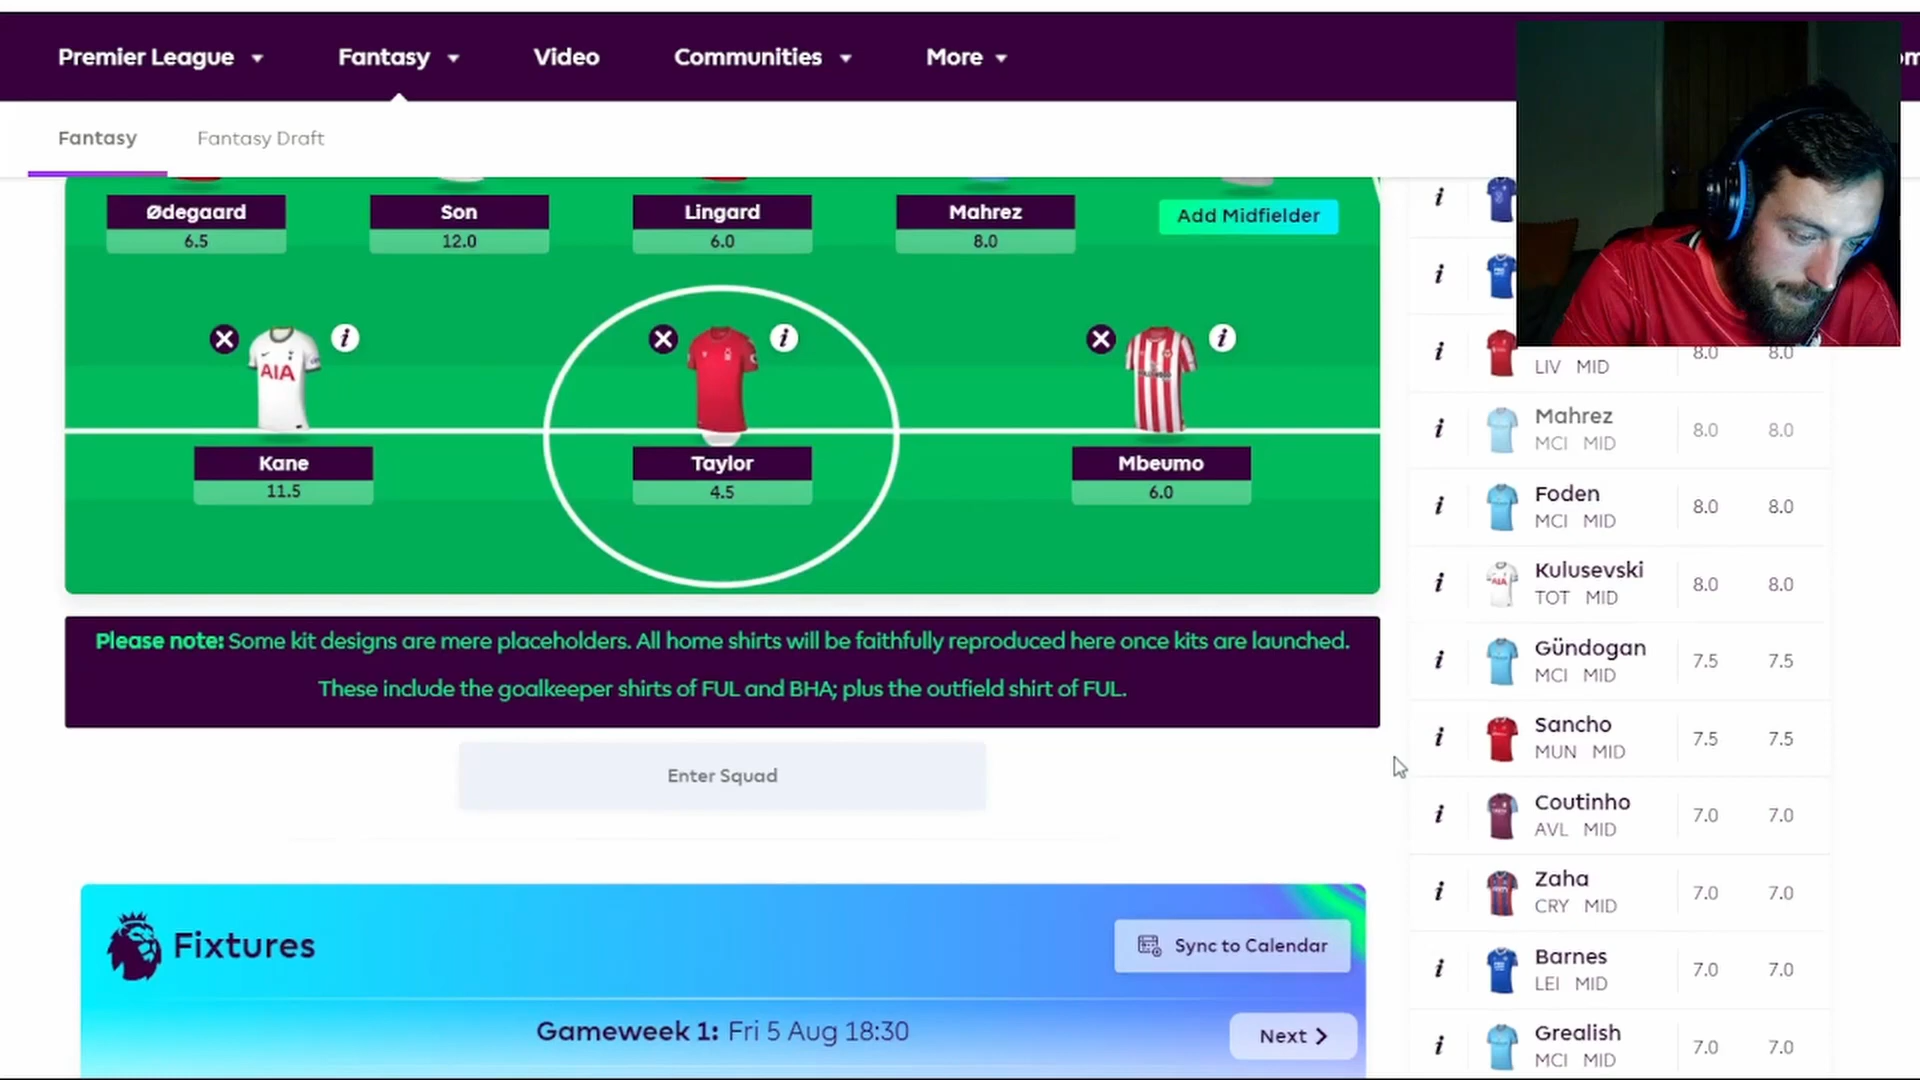 Premier League
Fantasy
Video
Communities
More
Fantasy
Fantasy Draft
Ødegaard
6.5
Son
12.0
Lingard
6.0
Mahrez
8.0
Add Midfielder
AIA
Kane
11.5
Taylor
4.5
Mbeumo
6.0
Please note: Some kit designs are mere placeholders. All home shirts will be faithfully reproduced here once kits are launched.
These include the goalkeeper shirts of FUL and BHA; plus the outfield shirt of FUL.
Enter Squad
Fixtures
Sync to Calendar
Gameweek 1: Fri 5 Aug 18:30
Next
LIV MID 8.0 8.0
Mahrez
MCI MID 8.0 8.0
Foden
MCI MID 8.0 8.0
Kulusevski
TOT MID 8.0 8.0
Gündogan
MCI MID 7.5 7.5
Sancho
MUN MID 7.5 7.5
Coutinho
AVL MID 7.0 7.0
Zaha
CRY MID 7.0 7.0
Barnes
LEI MID 7.0 7.0
Grealish
MCI MID 7.0 7.0